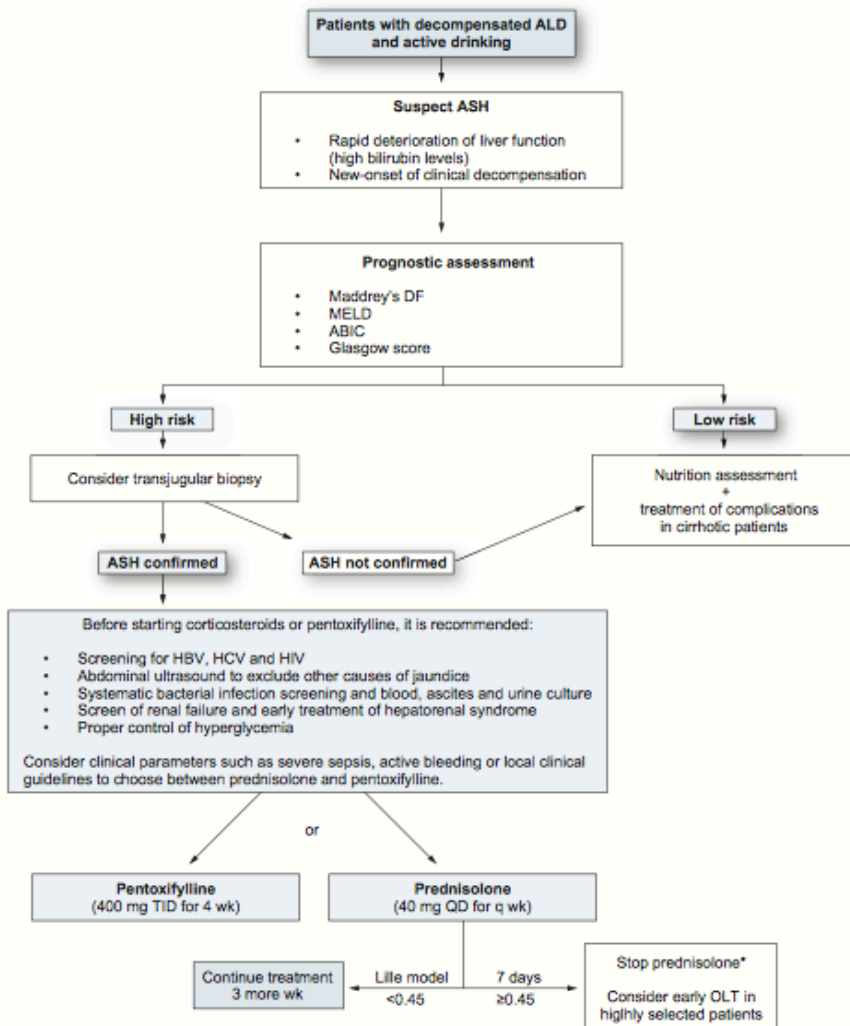 Patients with decompensated ALD
and active drinking
Suspect ASH
• Rapid deterioration of liver function
(high bilirubin levels)
• New-onset of clinical decompensation
Prognostic assessment
• Maddrey's DF
• MELD
• ABIC
• Glasgow score
High risk
Low risk
Consider transjugular biopsy
Nutrition assessment
+
treatment of complications
in cirrhotic patients
ASH confirmed
ASH not confirmed
Before starting corticosteroids or pentoxifylline, it is recommended:
• Screening for HBV, HCV and HIV
• Abdominal ultrasound to exclude other causes of jaundice
• Systematic bacterial infection screening and blood, ascites and urine culture
• Screen of renal failure and early treatment of hepatorenal syndrome
• Proper control of hyperglycemia
Consider clinical parameters such as severe sepsis, active bleeding or local clinical
guidelines to choose between prednisolone and pentoxifylline.
or
Pentoxifylline
(400 mg TID for 4 wk)
Prednisolone
(40 mg QD for q wk)
Continue treatment
3 more wk
Lille model
<0.45
7 days
≥0.45
Stop prednisolone*
Consider early OLT in
highly selected patients